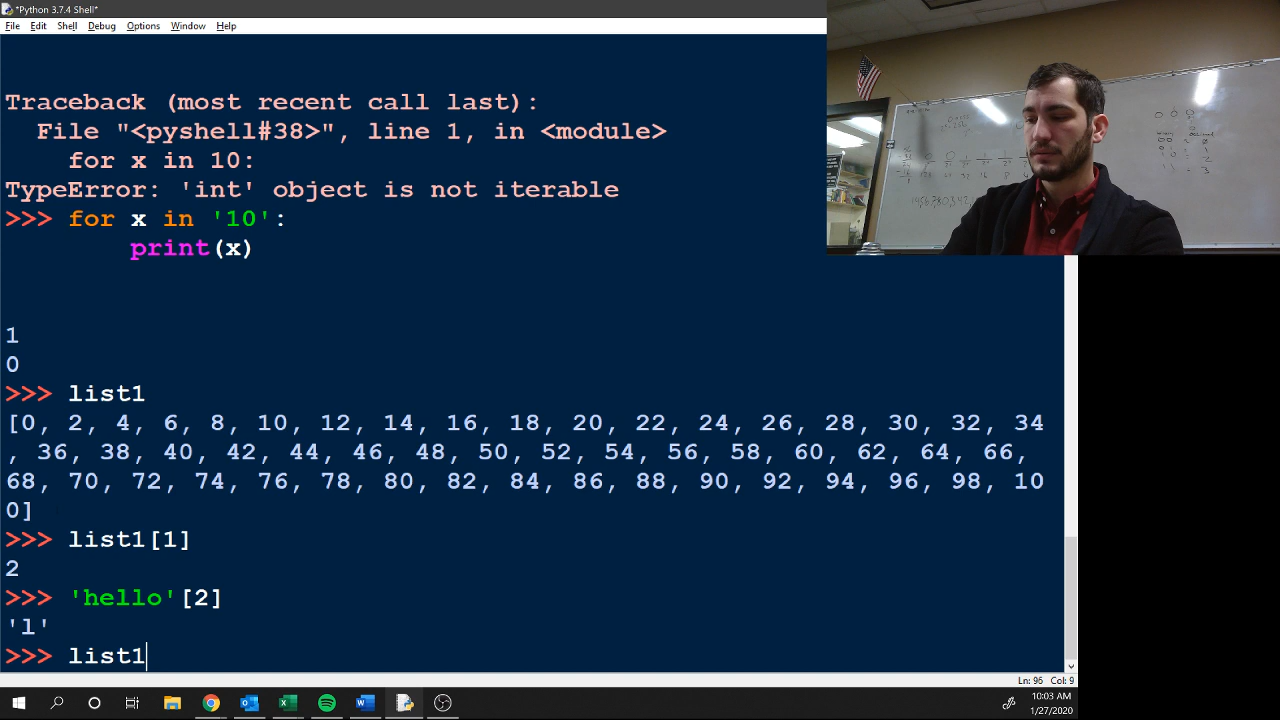 *Python 3.7.4 Shell*
File Edit Shell Debug Options Window Help
Traceback (most recent call last):
  File "<pyshell#38>", line 1, in <module>
    for x in 10:
TypeError: 'int' object is not iterable
>>> for x in '10':
        print(x)
1
0
>>> list1
[0, 2, 4, 6, 8, 10, 12, 14, 16, 18, 20, 22, 24, 26, 28, 30, 32, 34
, 36, 38, 40, 42, 44, 46, 48, 50, 52, 54, 56, 58, 60, 62, 64, 66,
68, 70, 72, 74, 76, 78, 80, 82, 84, 86, 88, 90, 92, 94, 96, 98, 10
0]
>>> list1[1]
2
>>> 'hello'[2]
'l'
>>> list1
Ln: 96 Col: 9
10:03 AM
1/27/2020